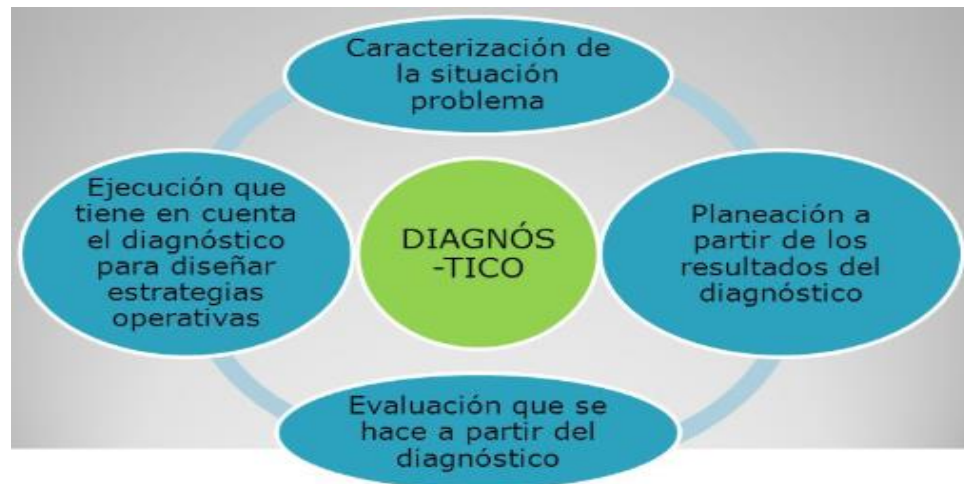 Caracterización de
la situación
problema
Ejecución que
tiene en cuenta
el diagnóstico
para diseñar
estrategias
operativas
DIAGNÓS
-TICO
Planeación a
partir de los
resultados del
diagnóstico
Evaluación que se
hace a partir del
diagnóstico